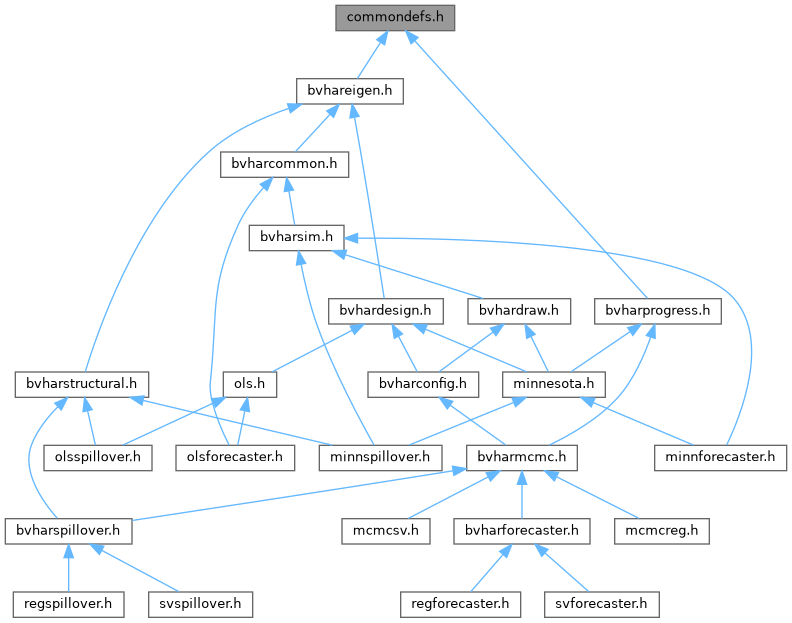 commondefs.h
bvhareigen.h
bvharcommon.h
bvharsim.h
bvhardesign.h
bvhardraw.h
bvharprogress.h
bvharstructural.h
ols.h
bvharconfig.h
minnesota.h
olsspillover.h
olsforecaster.h
minnspillover.h
bvharmcmc.h
minnforecaster.h
bvharspillover.h
mcmcsv.h
bvharforecaster.h
mcmcreg.h
regspillover.h
svspillover.h
regforecaster.h
svforecaster.h